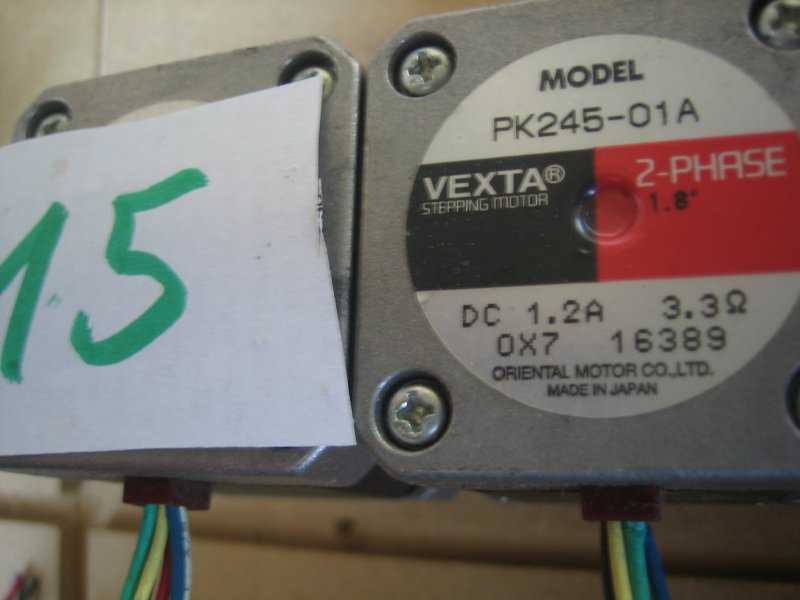 15
MODEL
PK245-01A
VEXTA®
STEPPING MOTOR
2-PHASE
1.8°
DC 1.2A 3.3Ω
0X7 16389
ORIENTAL MOTOR CO.,LTD.
MADE IN JAPAN